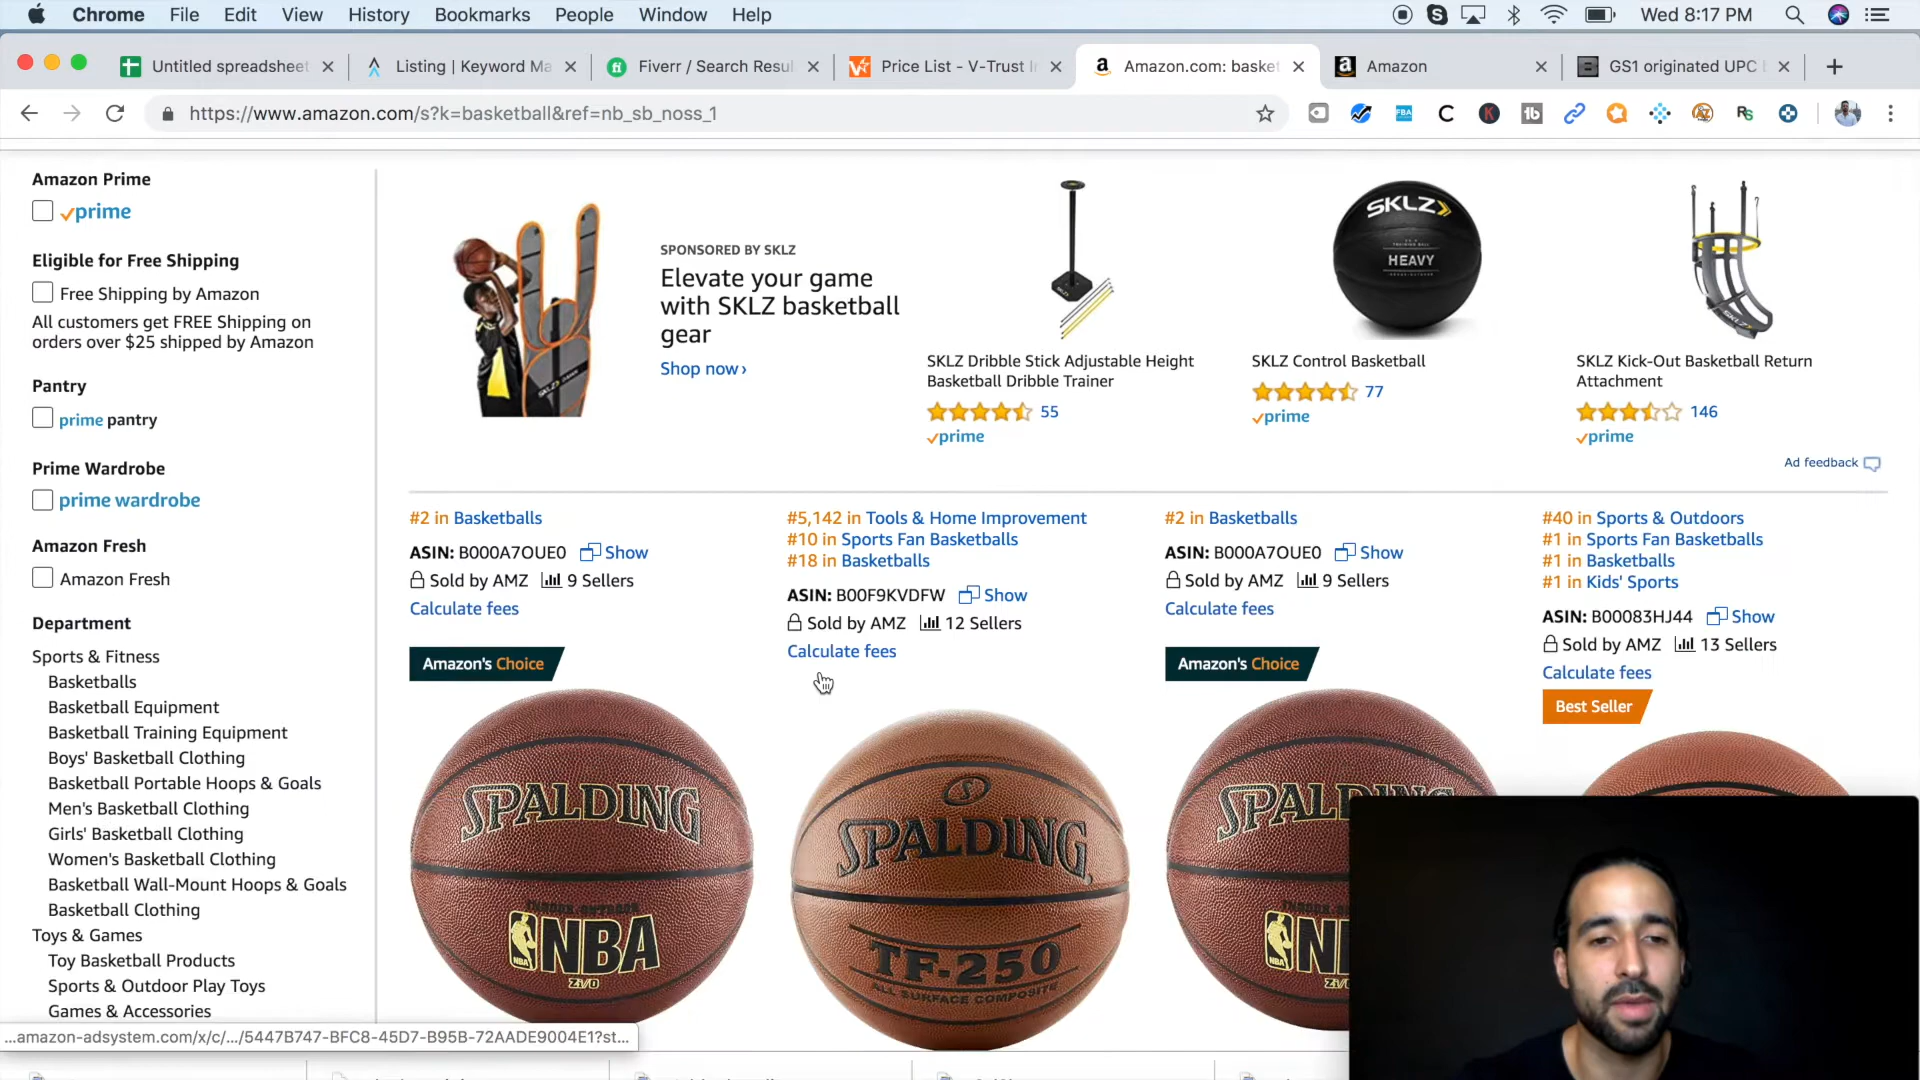 Chrome File Edit View History Bookmarks People Window Help
Wed 8:17 PM
Untitled spreadsheet
Listing | Keyword Ma
Fiverr / Search Resul
Price List - V-Trust I
Amazon.com: basket
Amazon
GS1 originated UPC
https://www.amazon.com/s?k=basketball&ref=nb_sb_noss_1
Amazon Prime
prime
Eligible for Free Shipping
Free Shipping by Amazon
All customers get FREE Shipping on
orders over $25 shipped by Amazon
Pantry
prime pantry
Prime Wardrobe
prime wardrobe
Amazon Fresh
Amazon Fresh
Department
Sports & Fitness
Basketballs
Basketball Equipment
Basketball Training Equipment
Boys' Basketball Clothing
Basketball Portable Hoops & Goals
Men's Basketball Clothing
Girls' Basketball Clothing
Women's Basketball Clothing
Basketball Wall-Mount Hoops & Goals
Basketball Clothing
Toys & Games
Toy Basketball Products
Sports & Outdoor Play Toys
Games & Accessories
...amazon-adsystem.com/x/c/.../5447B747-BFC8-45D7-B95B-72AADE9004E1?st...
SPONSORED BY SKLZ
Elevate your game
with SKLZ basketball
gear
Shop now ›
SKLZ Dribble Stick Adjustable Height
Basketball Dribble Trainer
55
prime
SKLZ
HEAVY
SKLZ Control Basketball
77
prime
SKLZ Kick-Out Basketball Return
Attachment
146
prime
Ad feedback
#2 in Basketballs
ASIN: B000A7OUE0 Show
Sold by AMZ 9 Sellers
Calculate fees
Amazon's Choice
SPALDING
INDOOR OUTDOOR
NBA
NBA
Zi/O
#5,142 in Tools & Home Improvement
#10 in Sports Fan Basketballs
#18 in Basketballs
ASIN: B00F9KVDFW Show
Sold by AMZ 12 Sellers
Calculate fees
SPALDING
TF-250
ALL SURFACE COMPOSITE
#2 in Basketballs
ASIN: B000A7OUE0 Show
Sold by AMZ 9 Sellers
Calculate fees
Amazon's Choice
SPALDING
#40 in Sports & Outdoors
#1 in Sports Fan Basketballs
#1 in Basketballs
#1 in Kids' Sports
ASIN: B00083HJ44 Show
Sold by AMZ 13 Sellers
Calculate fees
Best Seller